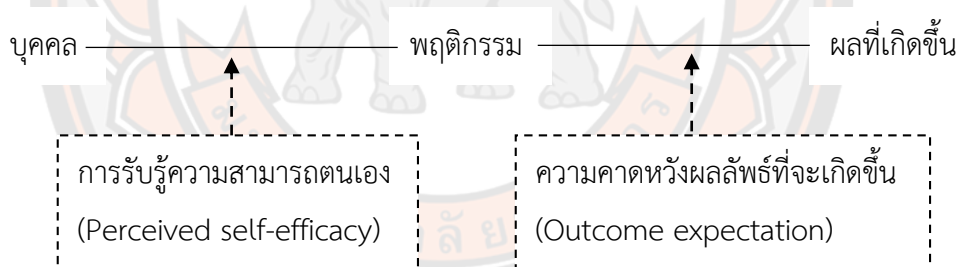 บุคคล พฤติกรรม ผลที่เกิดขึ้น
การรับรู้ความสามารถตนเอง
(Perceived self-efficacy)
ความคาดหวังผลลัพธ์ที่จะเกิดขึ้น
(Outcome expectation)